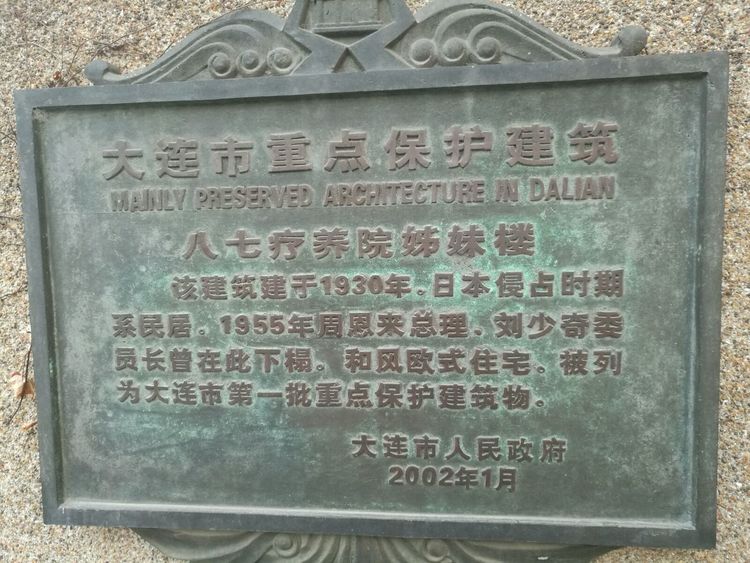 大连市重点保护建筑
MAINLY PRESERVED ARCHITECTURE IN DALIAN
八七疗养院姊妹楼
该建筑建于1930年。日本侵占时期
系民居。1955年周恩来总理、刘少奇委
员长曾在此下榻。和风欧式住宅。被列
为大连市第一批重点保护建筑物。
大连市人民政府
2002年1月